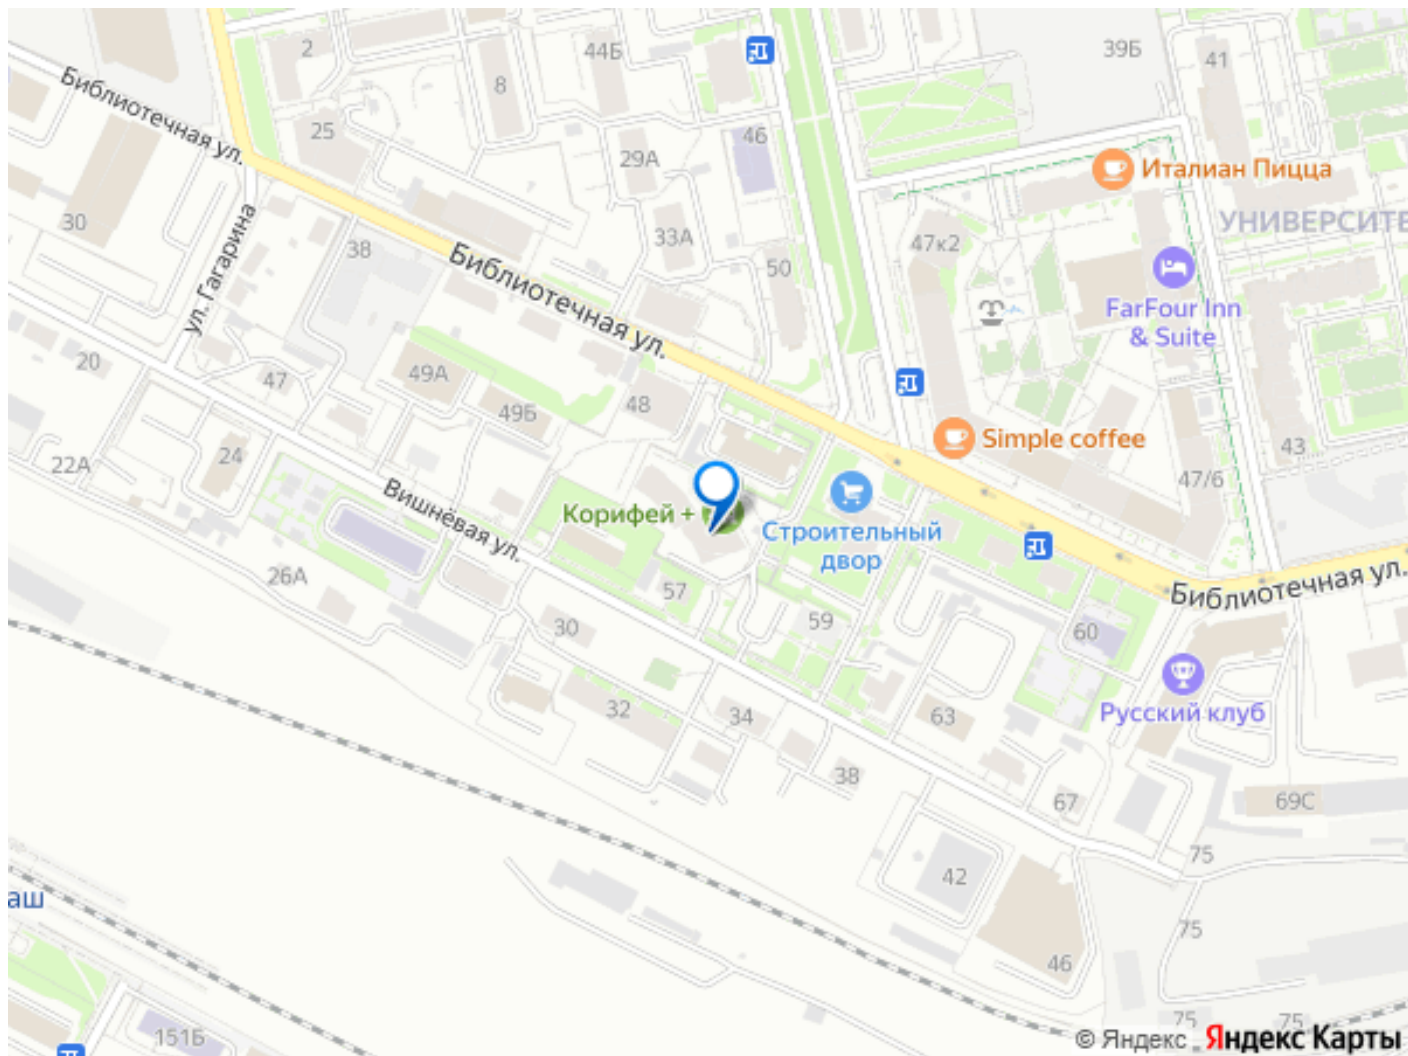 2
44Б
39Б
41
Библиотечная ул.
8
25
46
29А
Италиан Пицца
30
ул. Гагарина
38
33А
50
47к2
УНИВЕРСИТЕ
Библиотечная ул.
FarFour Inn
& Suite
20
47
49А
49Б
48
Simple coffee
43
22А
24
47/6
Вишнёвая ул.
Корифей +
Строительный
двор
26А
57
59
30
60
Библиотечная ул.
32
34
63
Русский клуб
38
67
69С
75
42
аш
75
46
151Б
75
75
© Яндекс Яндекс Карты